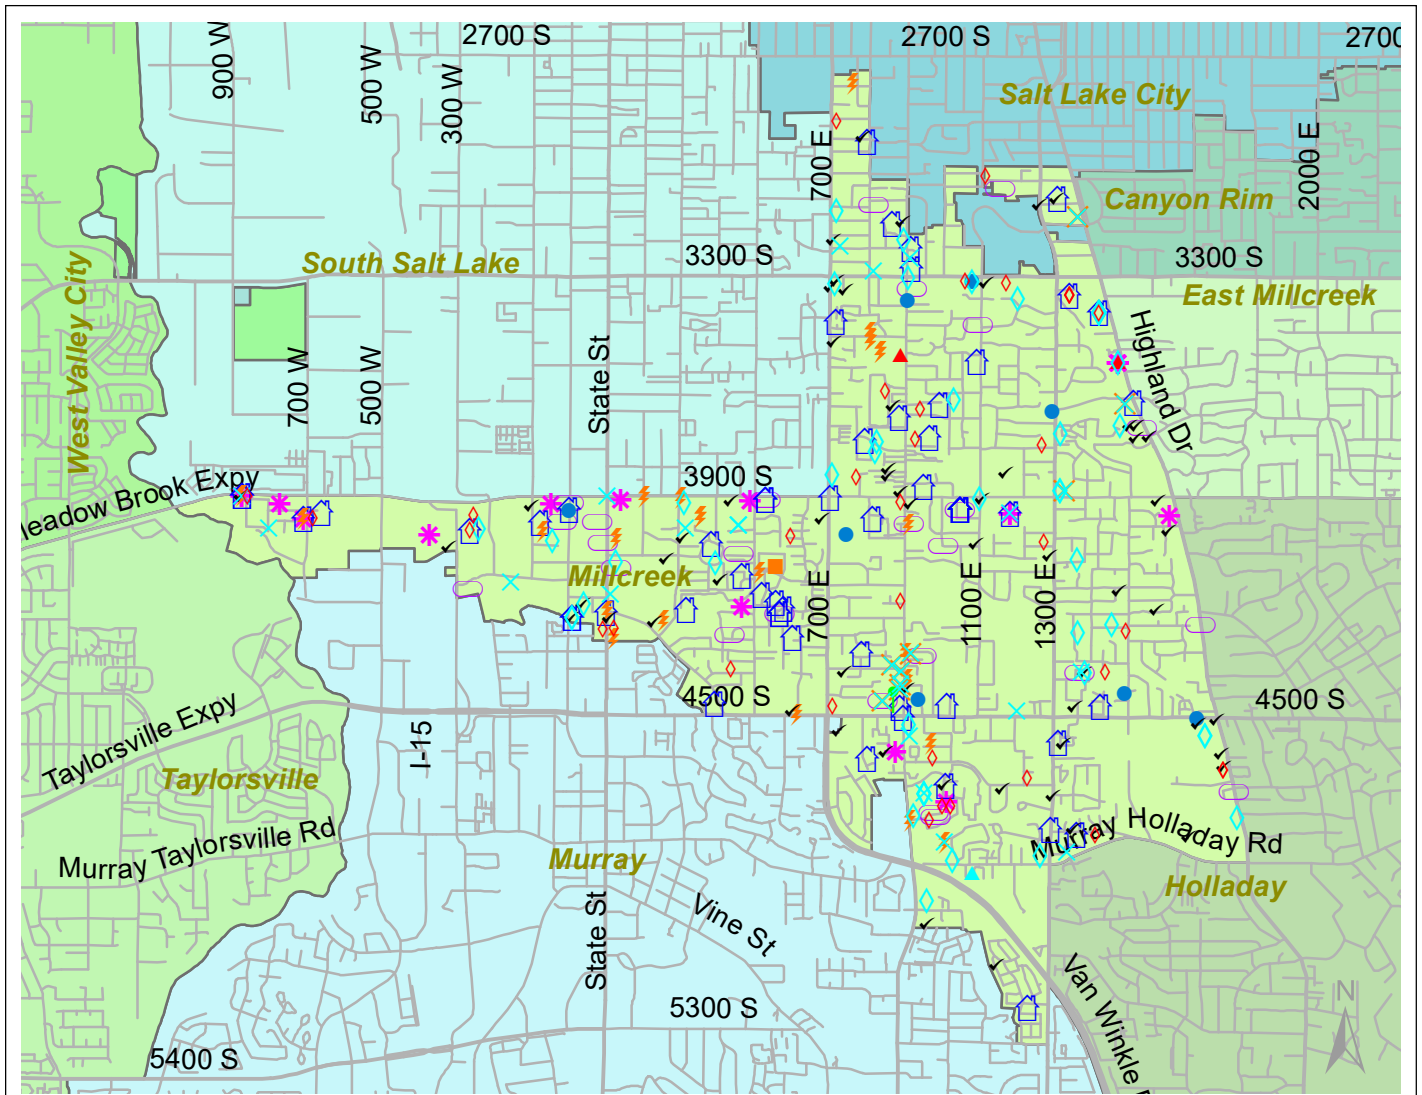 2700 S
2700 S
2700
900 W
500 W
300 W
Salt Lake City
700 E
2000 E
Canyon Rim
3300 S
3300 S
South Salt Lake
West Valley City
East Millcreek
Highland Dr
700 W
500 W
State St
3900 S
Meadow Brook Expy
Millcreek
700 E
1100 E
1300 E
4500 S
4500 S
Taylorsville Expy
I-15
Taylorsville
Murray Taylorsville Rd
Murray Holladay Rd
Murray
Holladay
State St
Vine St
Van Winkle
N
5300 S
5400 S